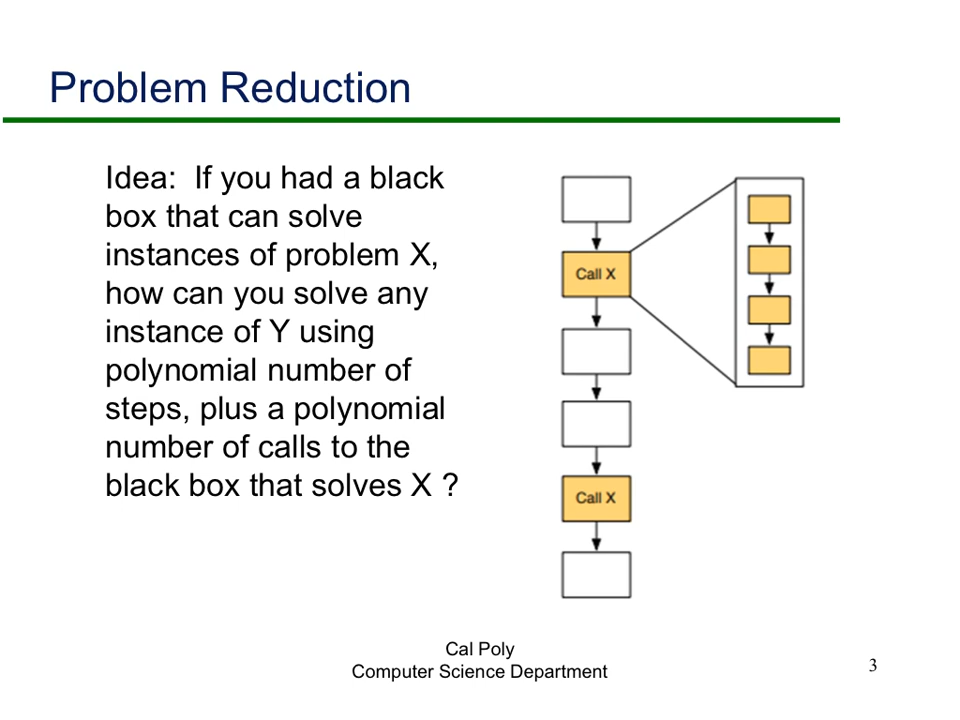 Problem Reduction
Idea:  If you had a black
box that can solve
instances of problem X,
how can you solve any
instance of Y using
polynomial number of
steps, plus a polynomial
number of calls to the
black box that solves X ?
Call X
Call X
Cal Poly
Computer Science Department
3